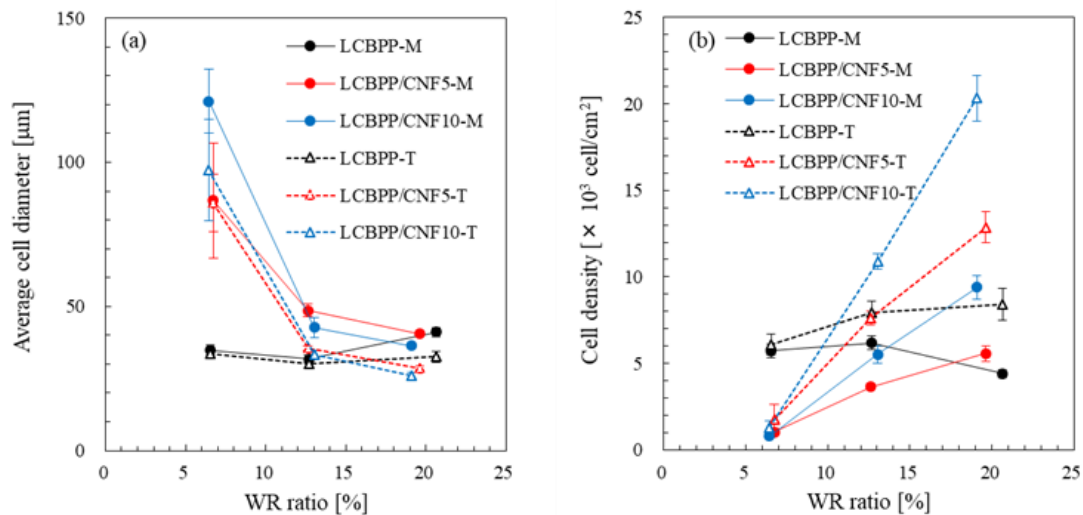 (a)
LCBPP-M
LCBPP/CNF5-M
LCBPP/CNF10-M
LCBPP-T
LCBPP/CNF5-T
LCBPP/CNF10-T
Average cell diameter [µm]
150
100
50
0
0 5 10 15 20 25
WR ratio [%]
(b)
LCBPP-M
LCBPP/CNF5-M
LCBPP/CNF10-M
LCBPP-T
LCBPP/CNF5-T
LCBPP/CNF10-T
Cell density [ × 10³ cell/cm²]
25
20
15
10
5
0
0 5 10 15 20 25
WR ratio [%]